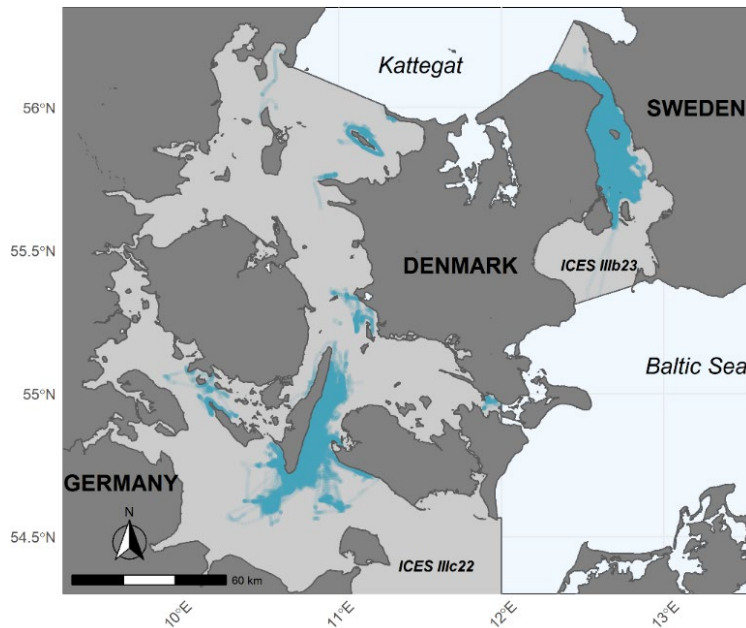 Kattegat
56°N
SWEDEN
55.5°N
DENMARK
ICES IIIb23
55°N
Baltic Sea
GERMANY
54.5°N
N
ICES IIIc22
60 km
10°E
11°E
12°E
13°E